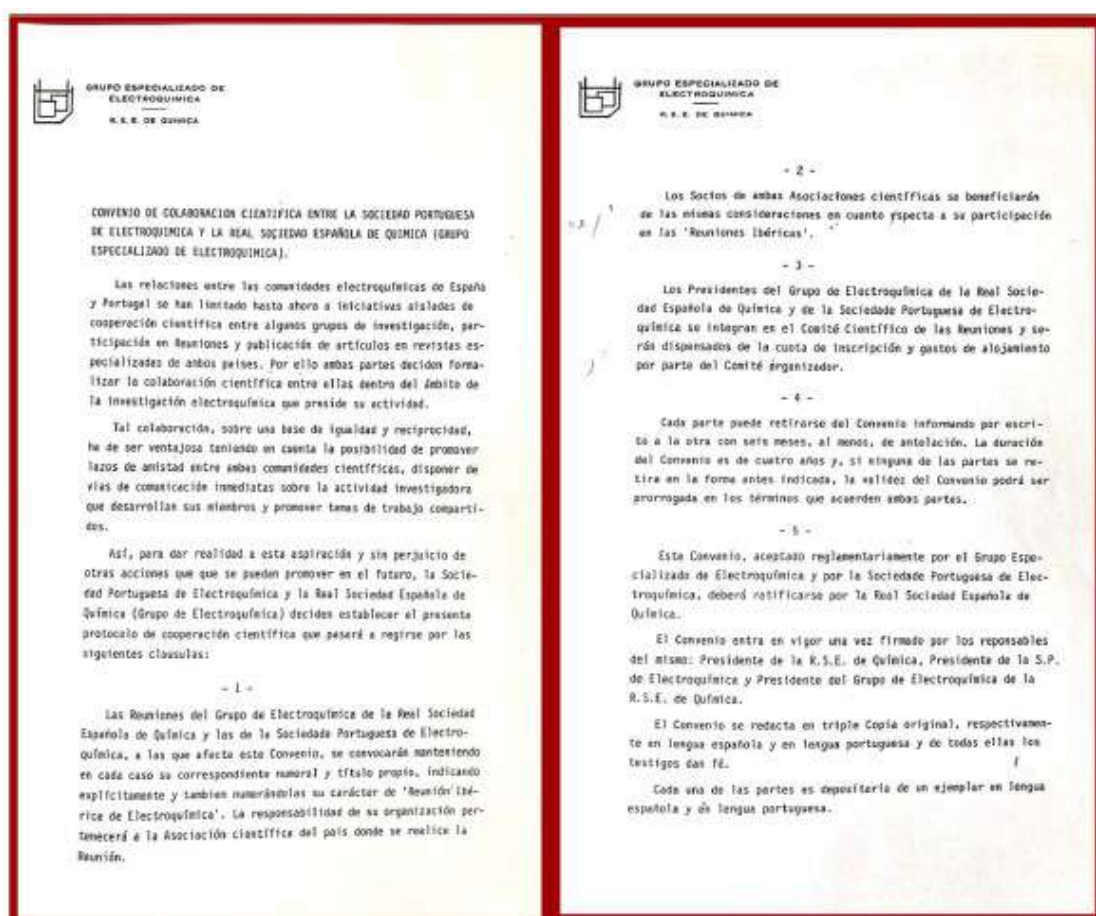 GRUPO ESPECIALIZADO DE
ELECTROQUIMICA
R. S. E. DE QUIMICA
CONVENIO DE COLABORACION CIENTIFICA ENTRE LA SOCIEDAD PORTUGUESA
DE ELECTROQUIMICA Y LA REAL SOCIEDAD ESPAÑOLA DE QUIMICA (GRUPO
ESPECIALIZADO DE ELECTROQUIMICA).
Las relaciones entre las comunidades electroquímicas de España
y Portugal se han limitado hasta ahora a iniciativas aisladas de
cooperación científica entre algunos grupos de investigación, par-
ticipación en Reuniones y publicación de artículos en revistas es-
pecializadas de ambos países. Por ello ambas partes deciden forma-
lizar la colaboración científica entre ellas dentro del ámbito de
la investigación electroquímica que preside su actividad.
Tal colaboración, sobre una base de igualdad y reciprocidad,
ha de ser ventajosa teniendo en cuenta la posibilidad de promover
lazos de amistad entre ambas comunidades científicas, disponer de
vías de comunicación inmediatas sobre la actividad investigadora
que desarrollan sus miembros y promover temas de trabajo comparti-
dos.
Así, para dar realidad a esta aspiración y sin perjuicio de
otras acciones que que se puedan promover en el futuro, la Socie-
dad Portuguesa de Electroquímica y la Real Sociedad Española de
Química (Grupo de Electroquímica) deciden establecer el presente
protocolo de cooperación científica que pasará a regirse por las
siguientes clausulas:
- 1 -
Las Reuniones del Grupo de Electroquímica de la Real Sociedad
Española de Química y las de la Sociedade Portuguesa de Electro-
química, a las que afecta este Convenio, se convocarán manteniendo
en cada caso su correspondiente numeral y título propio, indicando
explícitamente y tambien numerándolas su carácter de 'Reunión Ibé-
rica de Electroquímica'. La responsabilidad de su organización per-
tenecerá a la Asociación científica del país donde se realice la
Reunión.
GRUPO ESPECIALIZADO DE
ELECTROQUIMICA
R. S. E. DE QUIMICA
- 2 -
Los Socios de ambas Asociaciones científicas se beneficiarán
de las mismas consideraciones en cuanto respecta a su participación
en las 'Reuniones Ibéricas'.
- 3 -
Los Presidentes del Grupo de Electroquímica de la Real Socie-
dad Española de Química y de la Sociedade Portuguesa de Electro-
química se integran en el Comité Científico de las Reuniones y se-
rán dispensados de la cuota de inscripción y gastos de alojamiento
por parte del Comité organizador.
- 4 -
Cada parte puede retirarse del Convenio informando por escri-
to a la otra con seis meses, al menos, de antelación. La duración
del Convenio es de cuatro años y, si ninguna de las partes se re-
tira en la forma antes indicada, la validez del Convenio podrá ser
prorrogada en los términos que acuerden ambas partes.
- 5 -
Este Convenio, aceptado reglamentariamente por el Grupo Espe-
cializado de Electroquímica y por la Sociedade Portuguesa de Elec-
troquímica, deberá ratificarse por la Real Sociedad Española de
Química.
El Convenio entra en vigor una vez firmado por los reponsables
del mismo: Presidente de la R.S.E. de Química, Presidente de la S.P.
de Electroquímica y Presidente del Grupo de Electroquímica de la
R.S.E. de Química.
El Convenio se redacta en triple Copia original, respectivamen-
te en lengua española y en lengua portuguesa y de todas ellas los
testigos dan fé.
Cada una de las partes es depositaria de un ejemplar en lengua
española y en lengua portuguesa.